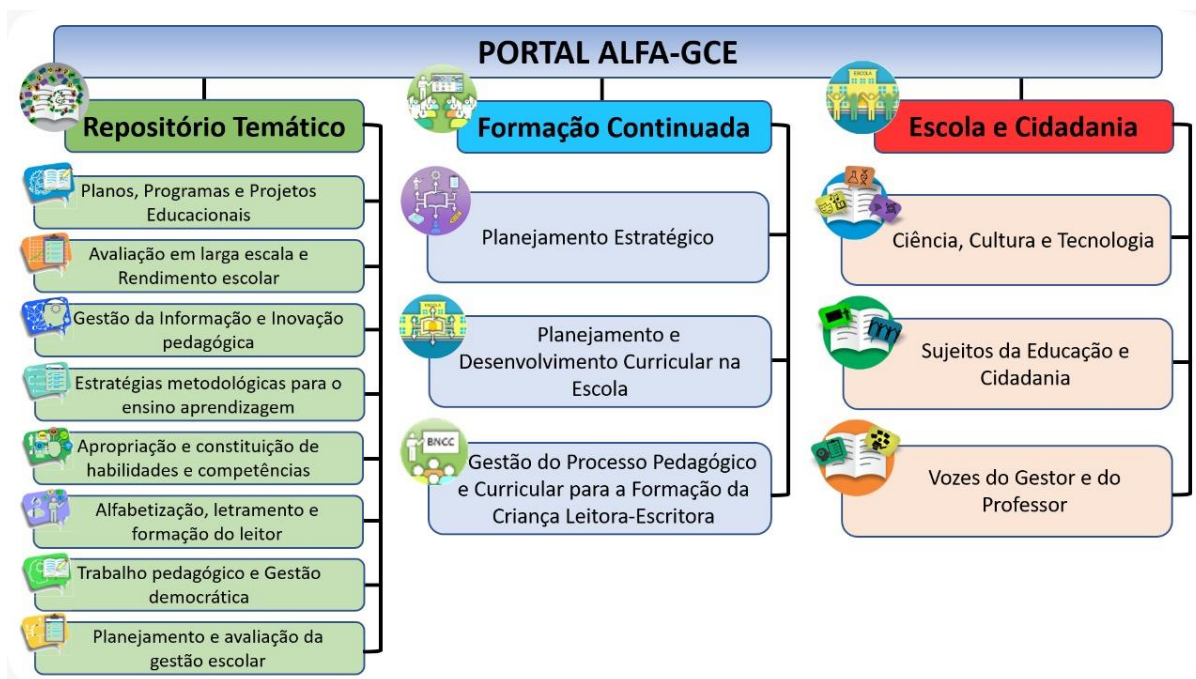 PORTAL ALFA-GCE
Repositório Temático
Planos, Programas e Projetos
Educacionais
Avaliação em larga escala e
Rendimento escolar
Gestão da Informação e Inovação
pedagógica
Estratégias metodológicas para o
ensino aprendizagem
Apropriação e constituição de
habilidades e competências
Alfabetização, letramento e
formação do leitor
Trabalho pedagógico e Gestão
democrática
Planejamento e avaliação da
gestão escolar
Formação Continuada
Planejamento Estratégico
ESCOLA
Planejamento e
Desenvolvimento Curricular na
Escola
BNCC
Gestão do Processo Pedagógico
e Curricular para a Formação da
Criança Leitora-Escritora
ESCOLA
Escola e Cidadania
Ciência, Cultura e Tecnologia
Sujeitos da Educação e
Cidadania
Vozes do Gestor e do
Professor